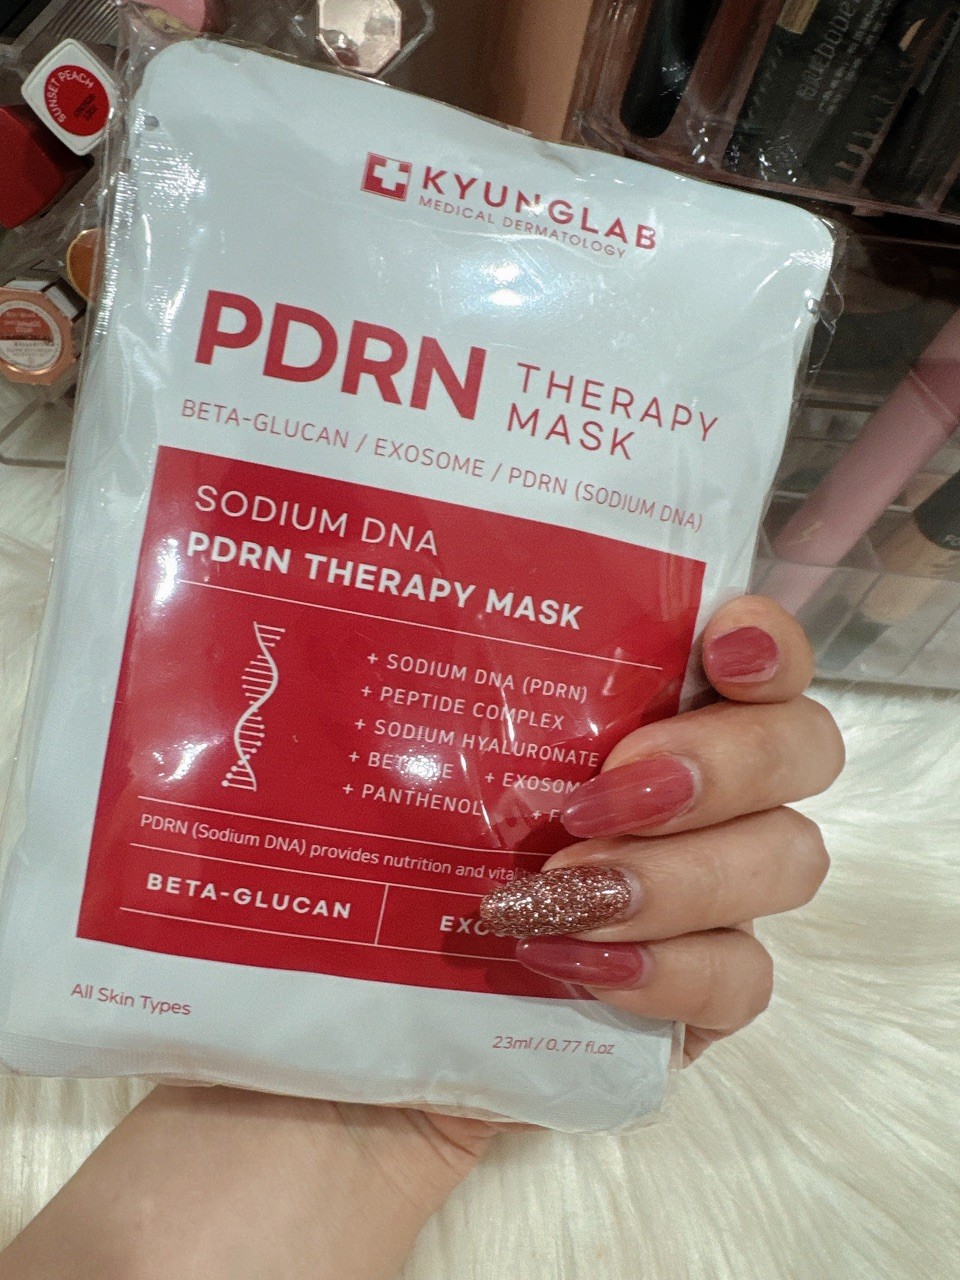 SUNSET PEACH
KYUNGLAB
MEDICAL DERMATOLOGY
PDRN THERAPY MASK
BETA-GLUCAN / EXOSOME / PDRN (SODIUM DNA)
SODIUM DNA
PDRN THERAPY MASK
+ SODIUM DNA (PDRN)
+ PEPTIDE COMPLEX
+ SODIUM HYALURONATE
+ + EXOSOM
+ PANTHENOL + F
PDRN (Sodium DNA) provides nutrition and vital
BETA-GLUCAN EXO
All Skin Types
23ml / 0.77 fl.oz